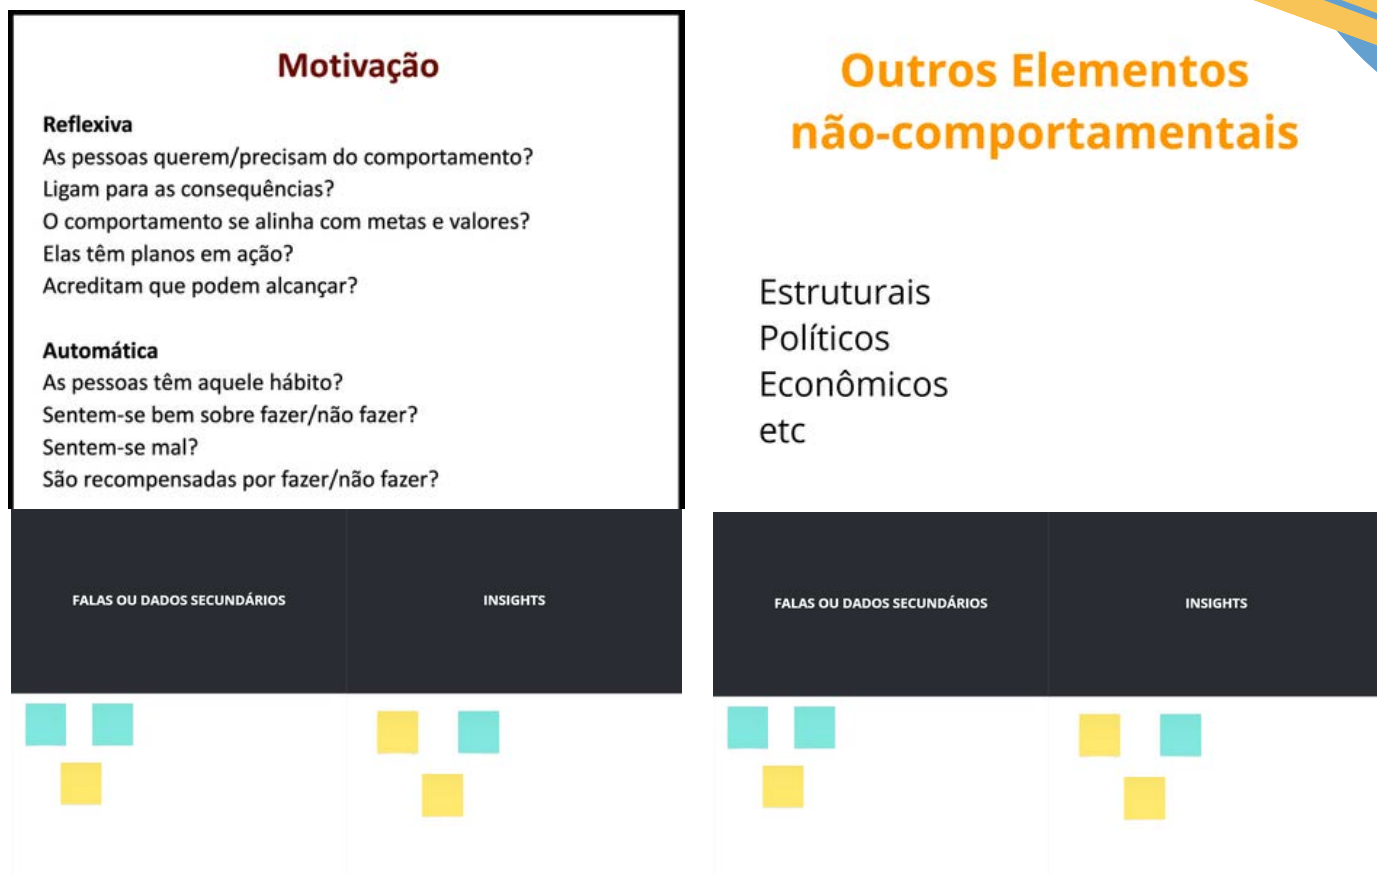 Motivação
Reflexiva
As pessoas querem/precisam do comportamento?
Ligam para as consequências?
O comportamento se alinha com metas e valores?
Elas têm planos em ação?
Acreditam que podem alcançar?
Automática
As pessoas têm aquele hábito?
Sentem-se bem sobre fazer/não fazer?
Sentem-se mal?
São recompensadas por fazer/não fazer?
FALAS OU DADOS SECUNDÁRIOS
INSIGHTS
Outros Elementos
não-comportamentais
Estruturais
Políticos
Econômicos
etc
FALAS OU DADOS SECUNDÁRIOS
INSIGHTS